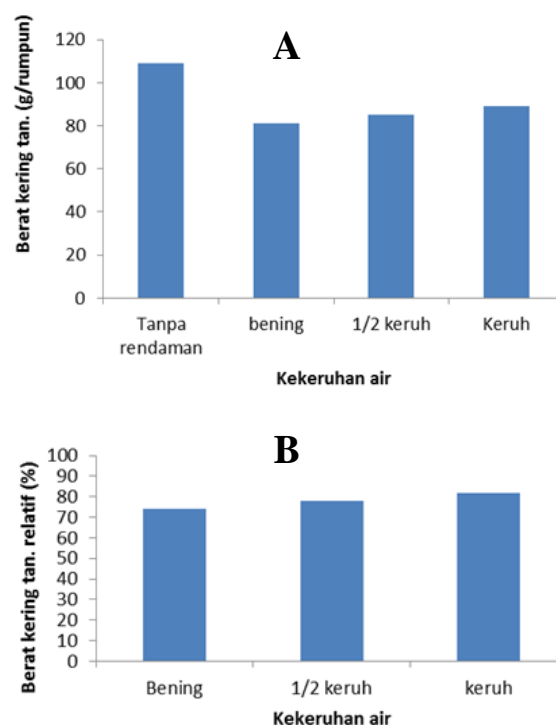 A
Berat kering tan. (g/rumpun)
120
100
80
60
40
20
0
Tanpa
rendaman
bening
1/2 keruh
Keruh
Kekeruhan air
B
Berat kering tan. relatif (%)
100
90
80
70
60
50
40
30
20
10
0
Bening
1/2 keruh
keruh
Kekeruhan air